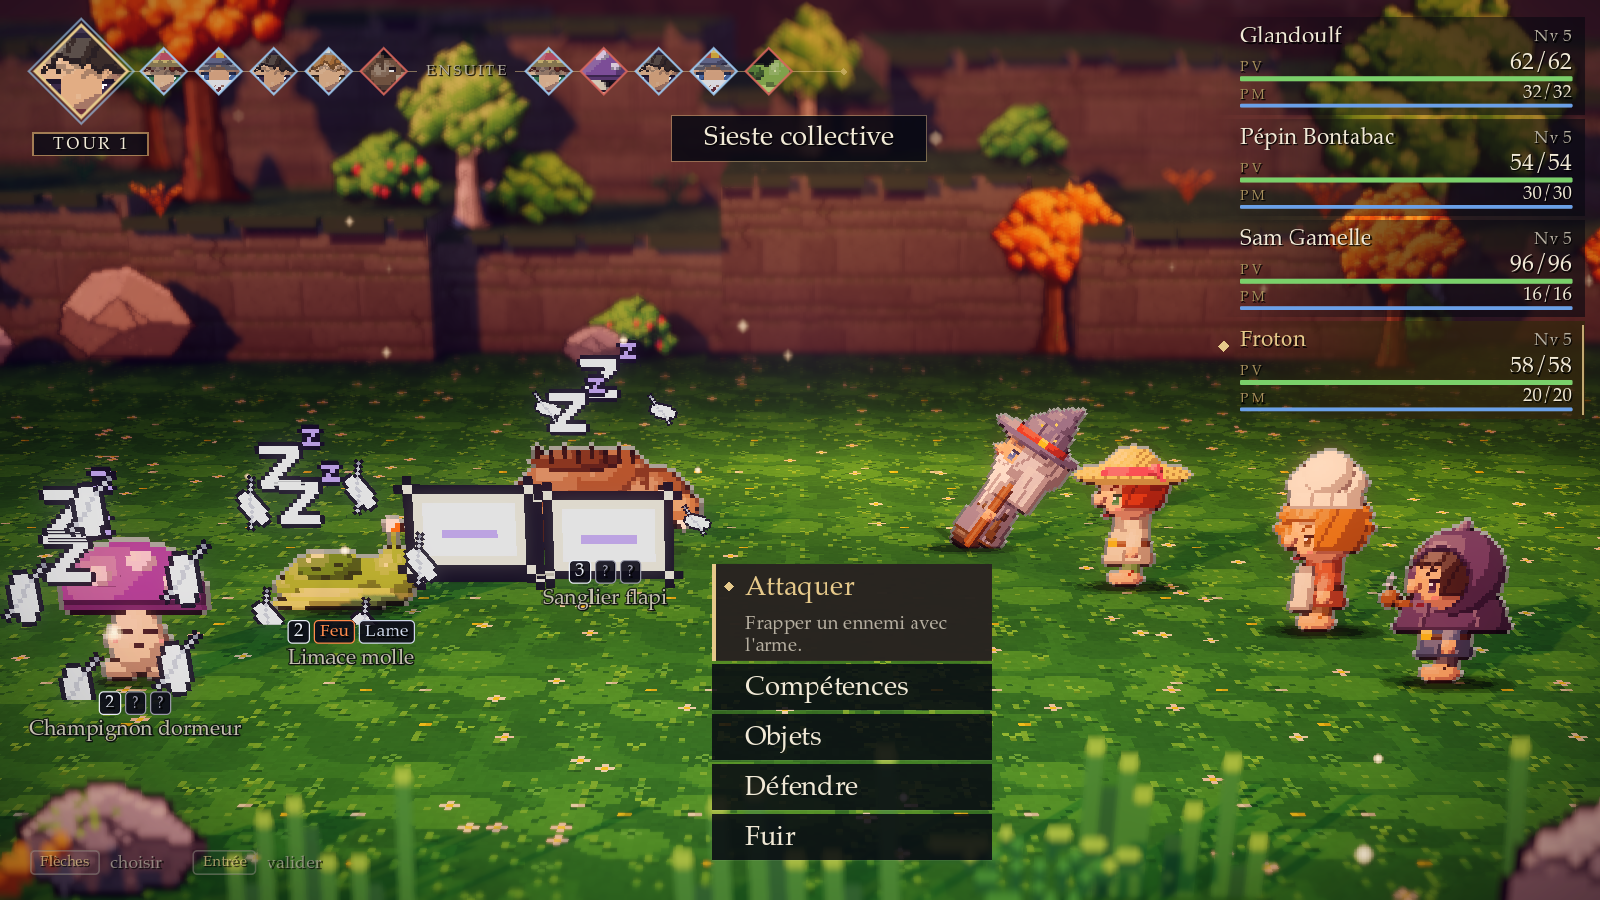 ENSUITE
TOUR 1
Sieste collective
Glandoulf Nv 5
PV 62/62
PM 32/32
Pépin Bontabac Nv 5
PV 54/54
PM 30/30
Sam Gamelle Nv 5
PV 96/96
PM 16/16
Froton Nv 5
PV 58/58
PM 20/20
Z Z Z Z
Z Z Z Z
Z Z
3 ? ?
Sanglier flapi
2 Feu Lame
Limace molle
2 ? ?
Champignon dormeur
Attaquer
Frapper un ennemi avec
l'arme.
Compétences
Objets
Défendre
Fuir
Flèches choisir Entrée valider